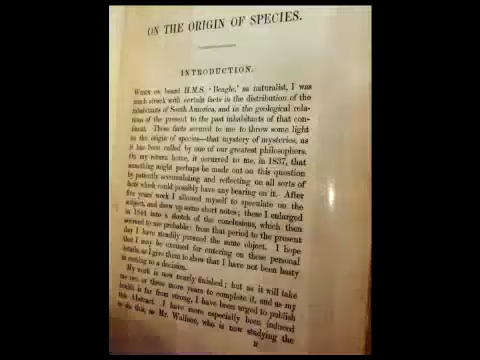 ON THE ORIGIN OF SPECIES.
INTRODUCTION.
WHEN on board H.M.S. 'Beagle,' as naturalist, I was
much struck with certain facts in the distribution of the
inhabitants of South America, and in the geological rela-
tions of the present to the past inhabitants of that con-
tinent. These facts seemed to me to throw some light
on the origin of species—that mystery of mysteries, as
it has been called by one of our greatest philosophers.
On my return home, it occurred to me, in 1837, that
something might perhaps be made out on this question
by patiently accumulating and reflecting on all sorts of
facts which could possibly have any bearing on it. After
five years' work I allowed myself to speculate on the
subject, and drew up some short notes; these I enlarged
in 1844 into a sketch of the conclusions, which then
seemed to me probable: from that period to the present
day I have steadily pursued the same object. I hope
that I may be excused for entering on these personal
details, as I give them to show that I have not been hasty
in coming to a decision.
My work is now nearly finished; but as it will take
me two or three more years to complete it, and as my
health is far from strong, I have been urged to publish
this Abstract. I have more especially been induced
to do this, as Mr. Wallace, who is now studying the
B